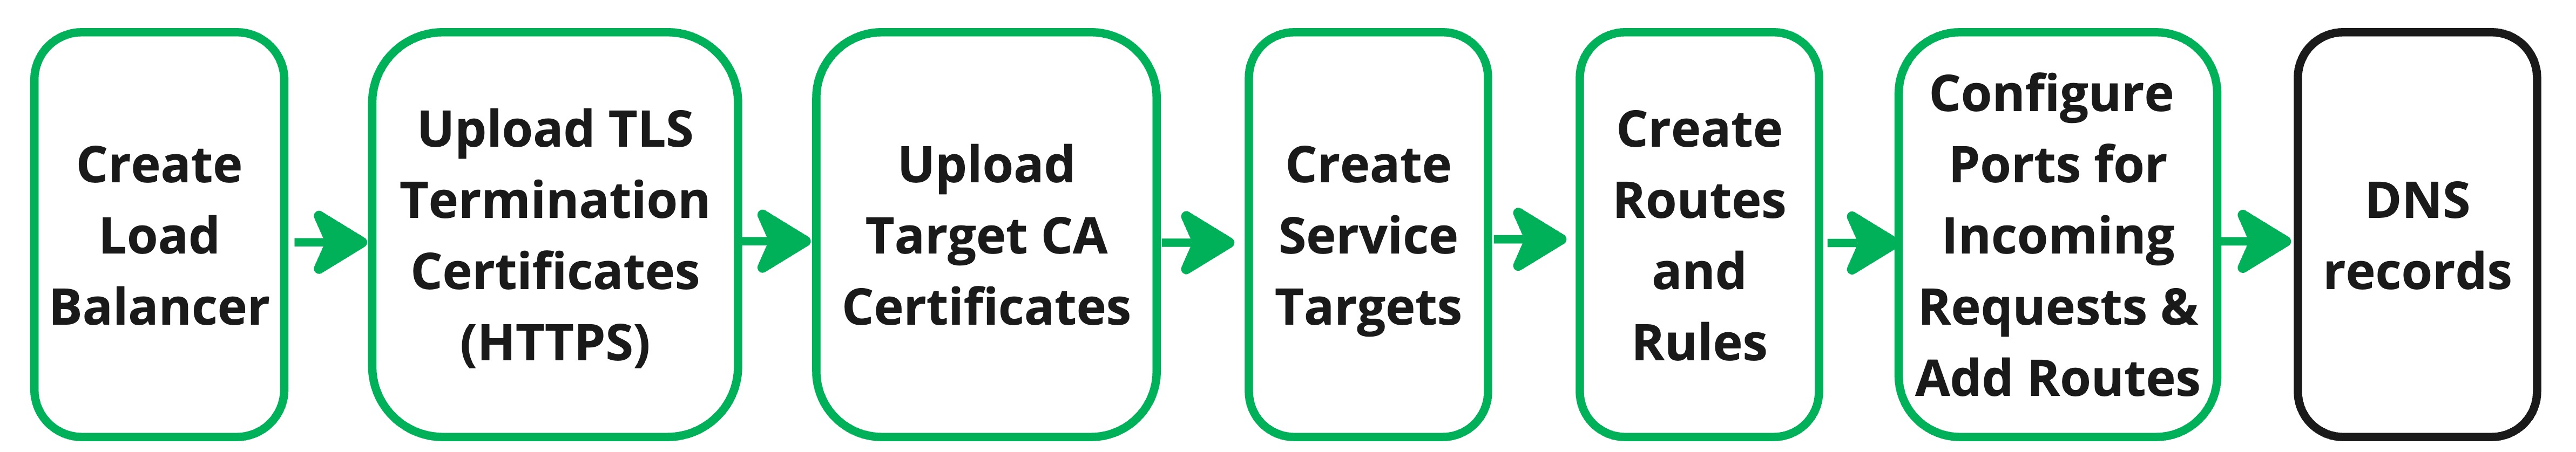 Create
Load
Balancer
Upload TLS
Termination
Certificates
(HTTPS)
Upload
Target CA
Certificates
Create
Service
Targets
Create
Routes
and
Rules
Configure
Ports for
Incoming
Requests &
Add Routes
DNS
records